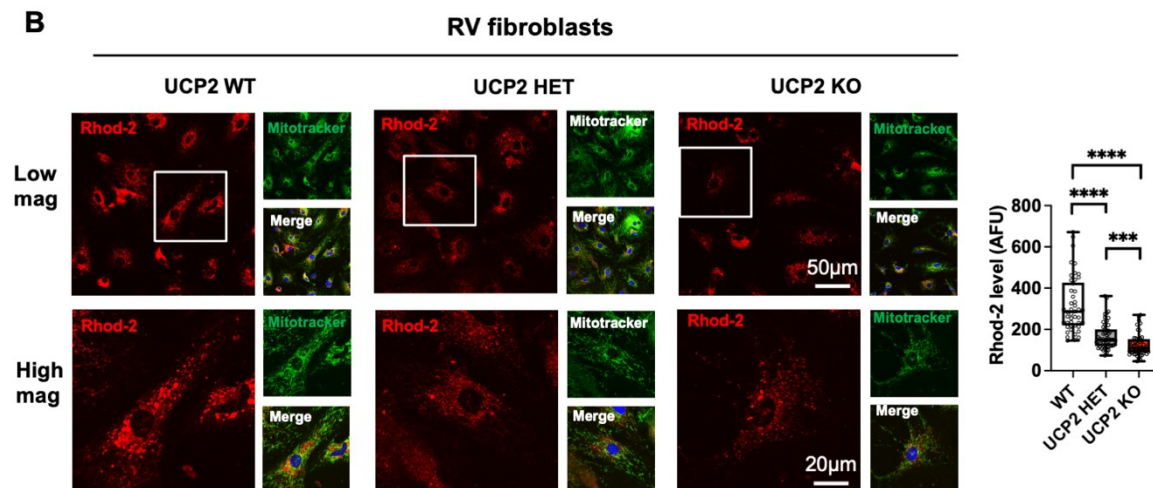 B
RV fibroblasts
UCP2 WT
UCP2 HET
UCP2 KO
Low mag
Rhod-2
Mitotracker
Merge
Rhod-2
Mitotracker
Merge
Rhod-2
50µm
Mitotracker
Merge
High mag
Rhod-2
Mitotracker
Merge
Rhod-2
Mitotracker
Merge
Rhod-2
20µm
Mitotracker
Merge
****
****
***
Rhod-2 level (AFU)
800
600
400
200
0
WT
UCP2 HET
UCP2 KO